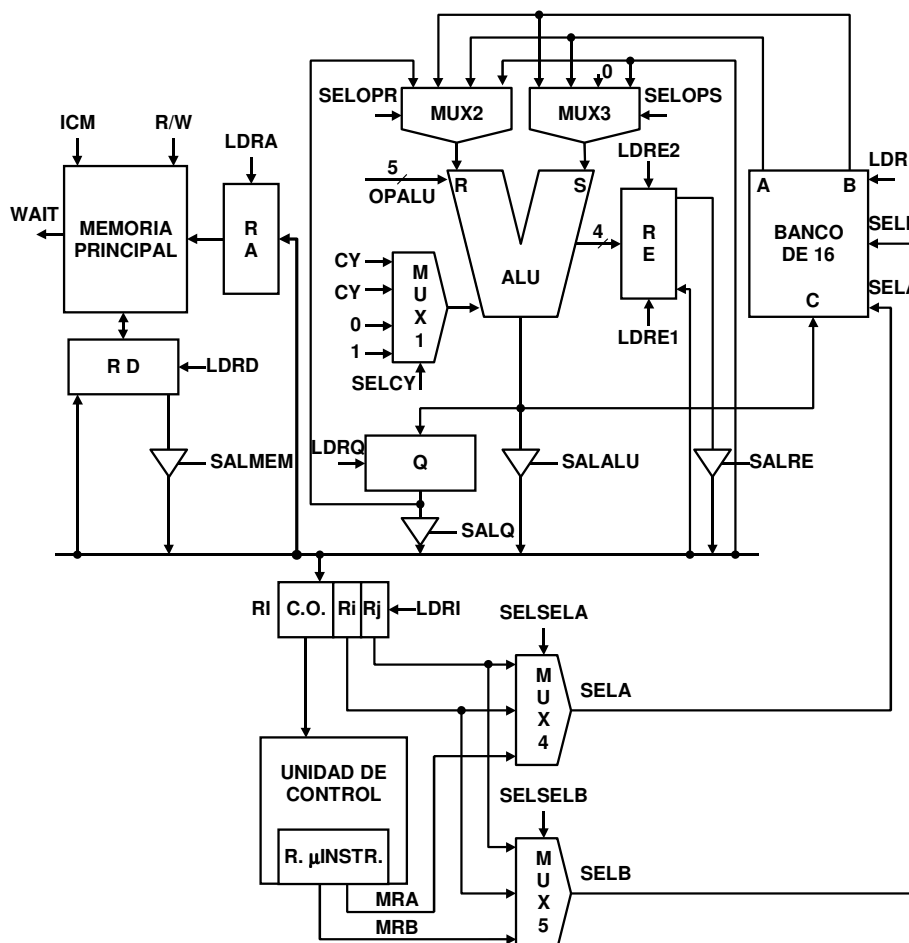 0
SELOPR
MUX2
MUX3
SELOPS
ICM
R/W
LDRA
LDRE2
5
OPALU
R
S
A
B
WAIT
MEMORIA
PRINCIPAL
R
A
4
R
E
BANCO
DE 16
C
CY
CY
0
1
M
U
X
1
ALU
SELCY
LDRE1
R D
LDRD
LDRQ
Q
SALMEM
SALALU
SALRE
SALQ
RI
C.O.
Ri
Rj
LDRI
SELSELA
M
U
X
4
SELA
UNIDAD DE
CONTROL
R. µINSTR.
SELSELB
M
U
X
5
SELB
MRA
MRB